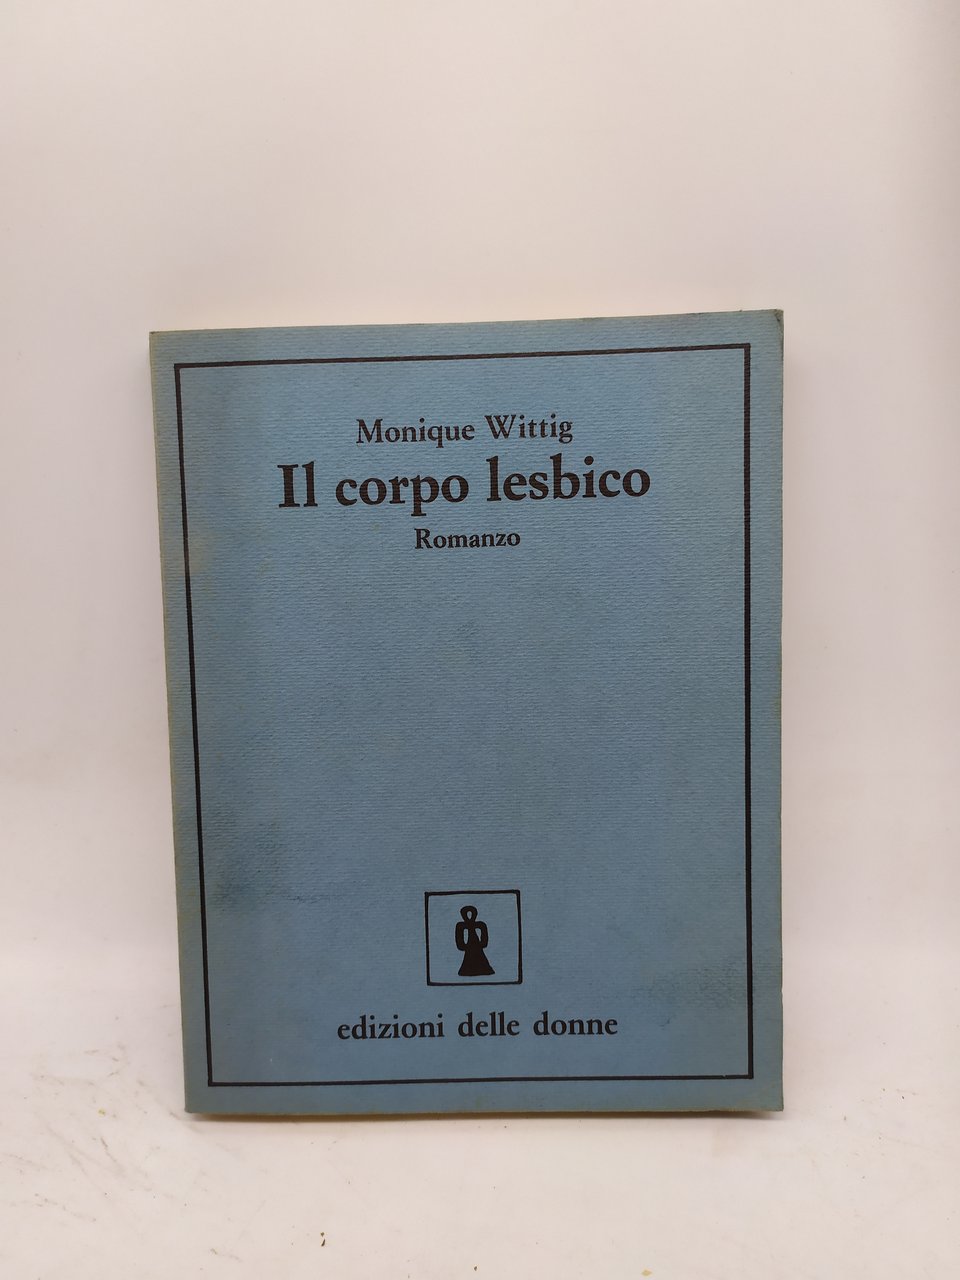 Monique Wittig
Il corpo lesbico
Romanzo
edizioni delle donne